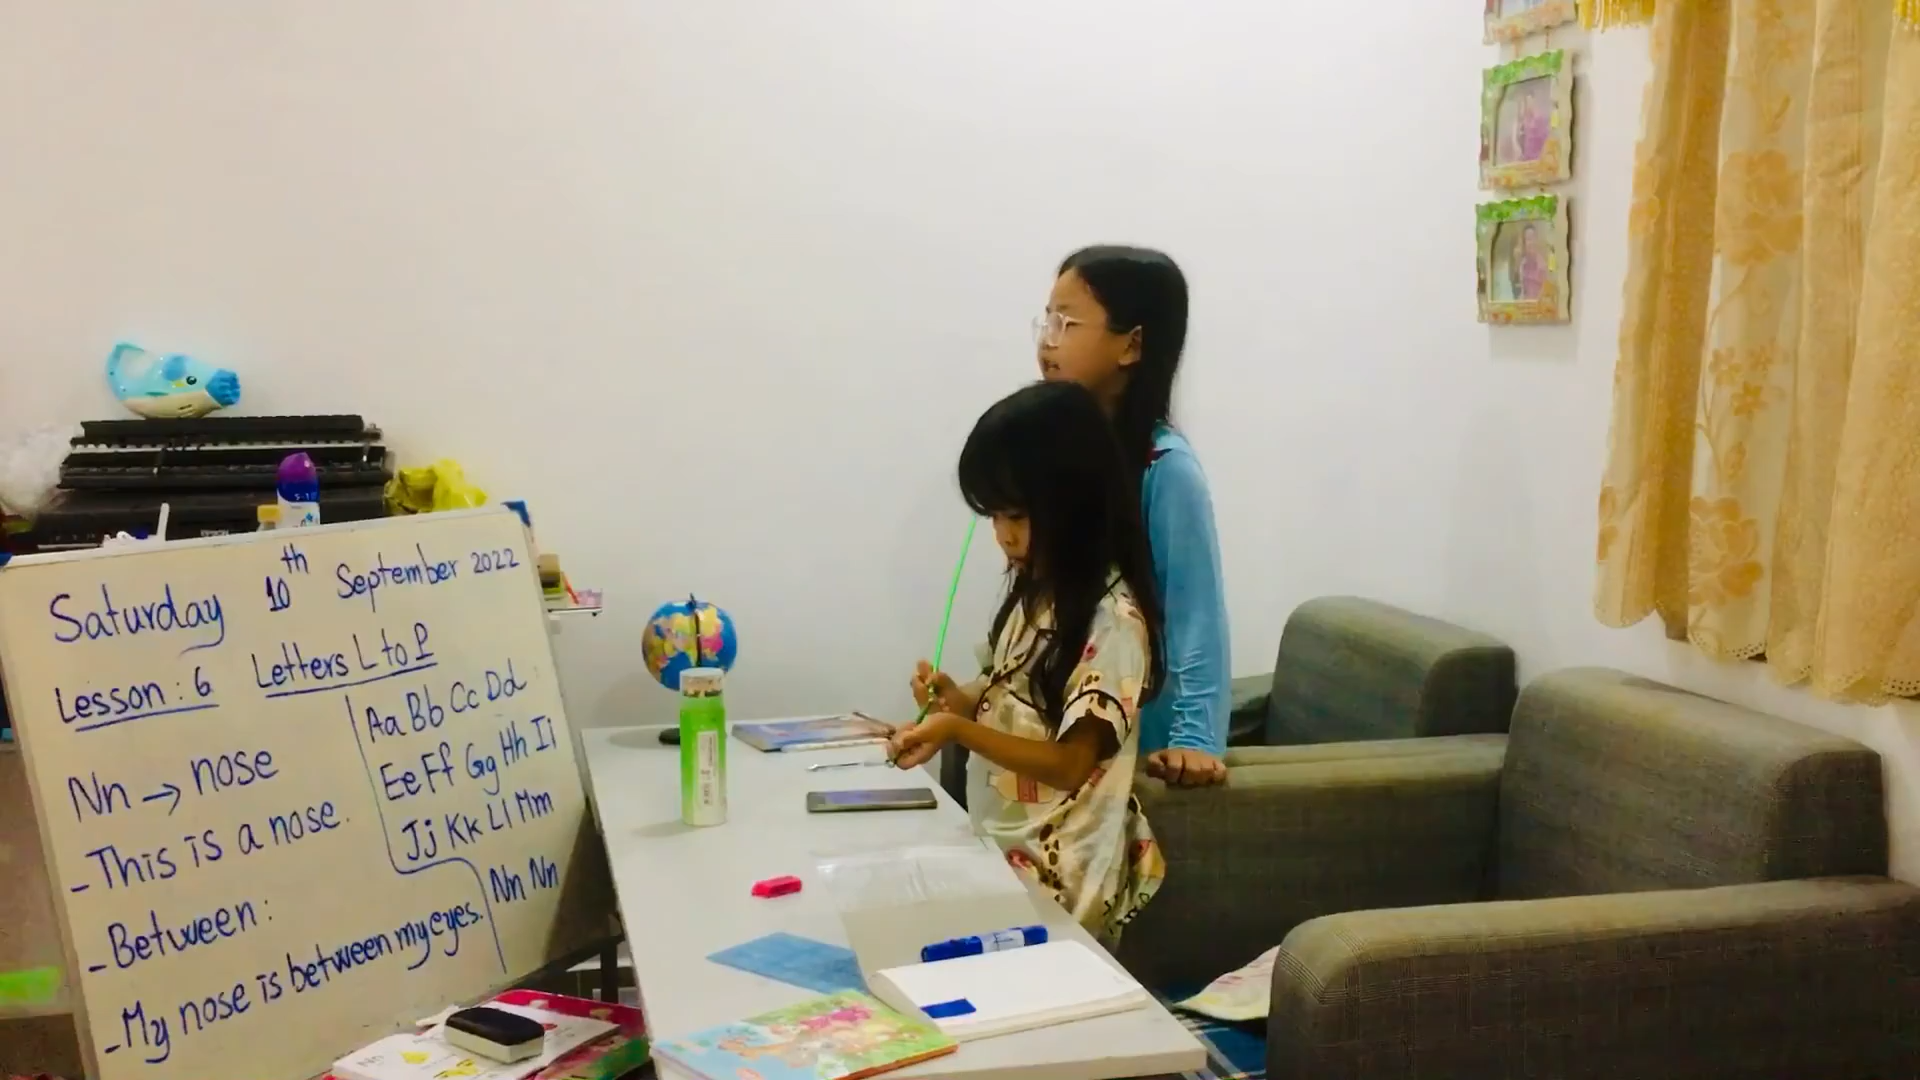 Saturday 10th September 2022
Lesson : 6 Letters L to P
Nn → nose
- This is a nose.
- Between :
- My nose is between my eyes.
Aa Bb Cc Dd
Ee Ff Gg Hh Ii
Jj Kk Ll Mm
Nn Nn
EPSON